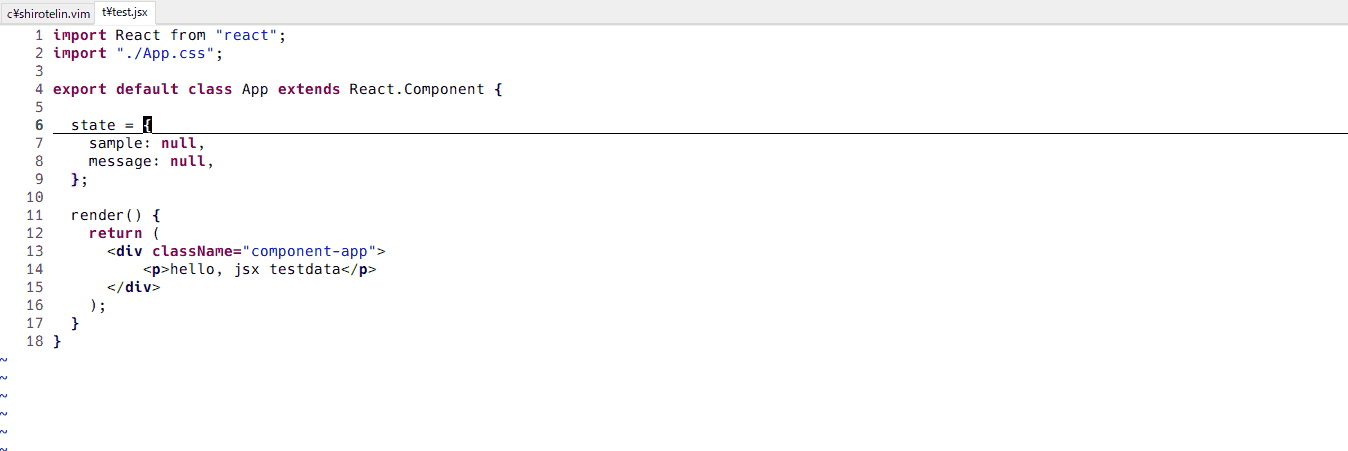 c¥shirotelin.vim t¥test.jsx
1 import React from "react";
2 import "./App.css";
3
4 export default class App extends React.Component {
5
6   state = {
7     sample: null,
8     message: null,
9   };
10
11   render() {
12     return (
13       <div className="component-app">
14           <p>hello, jsx testdata</p>
15       </div>
16     );
17   }
18 }
~
~
~
~
~
~